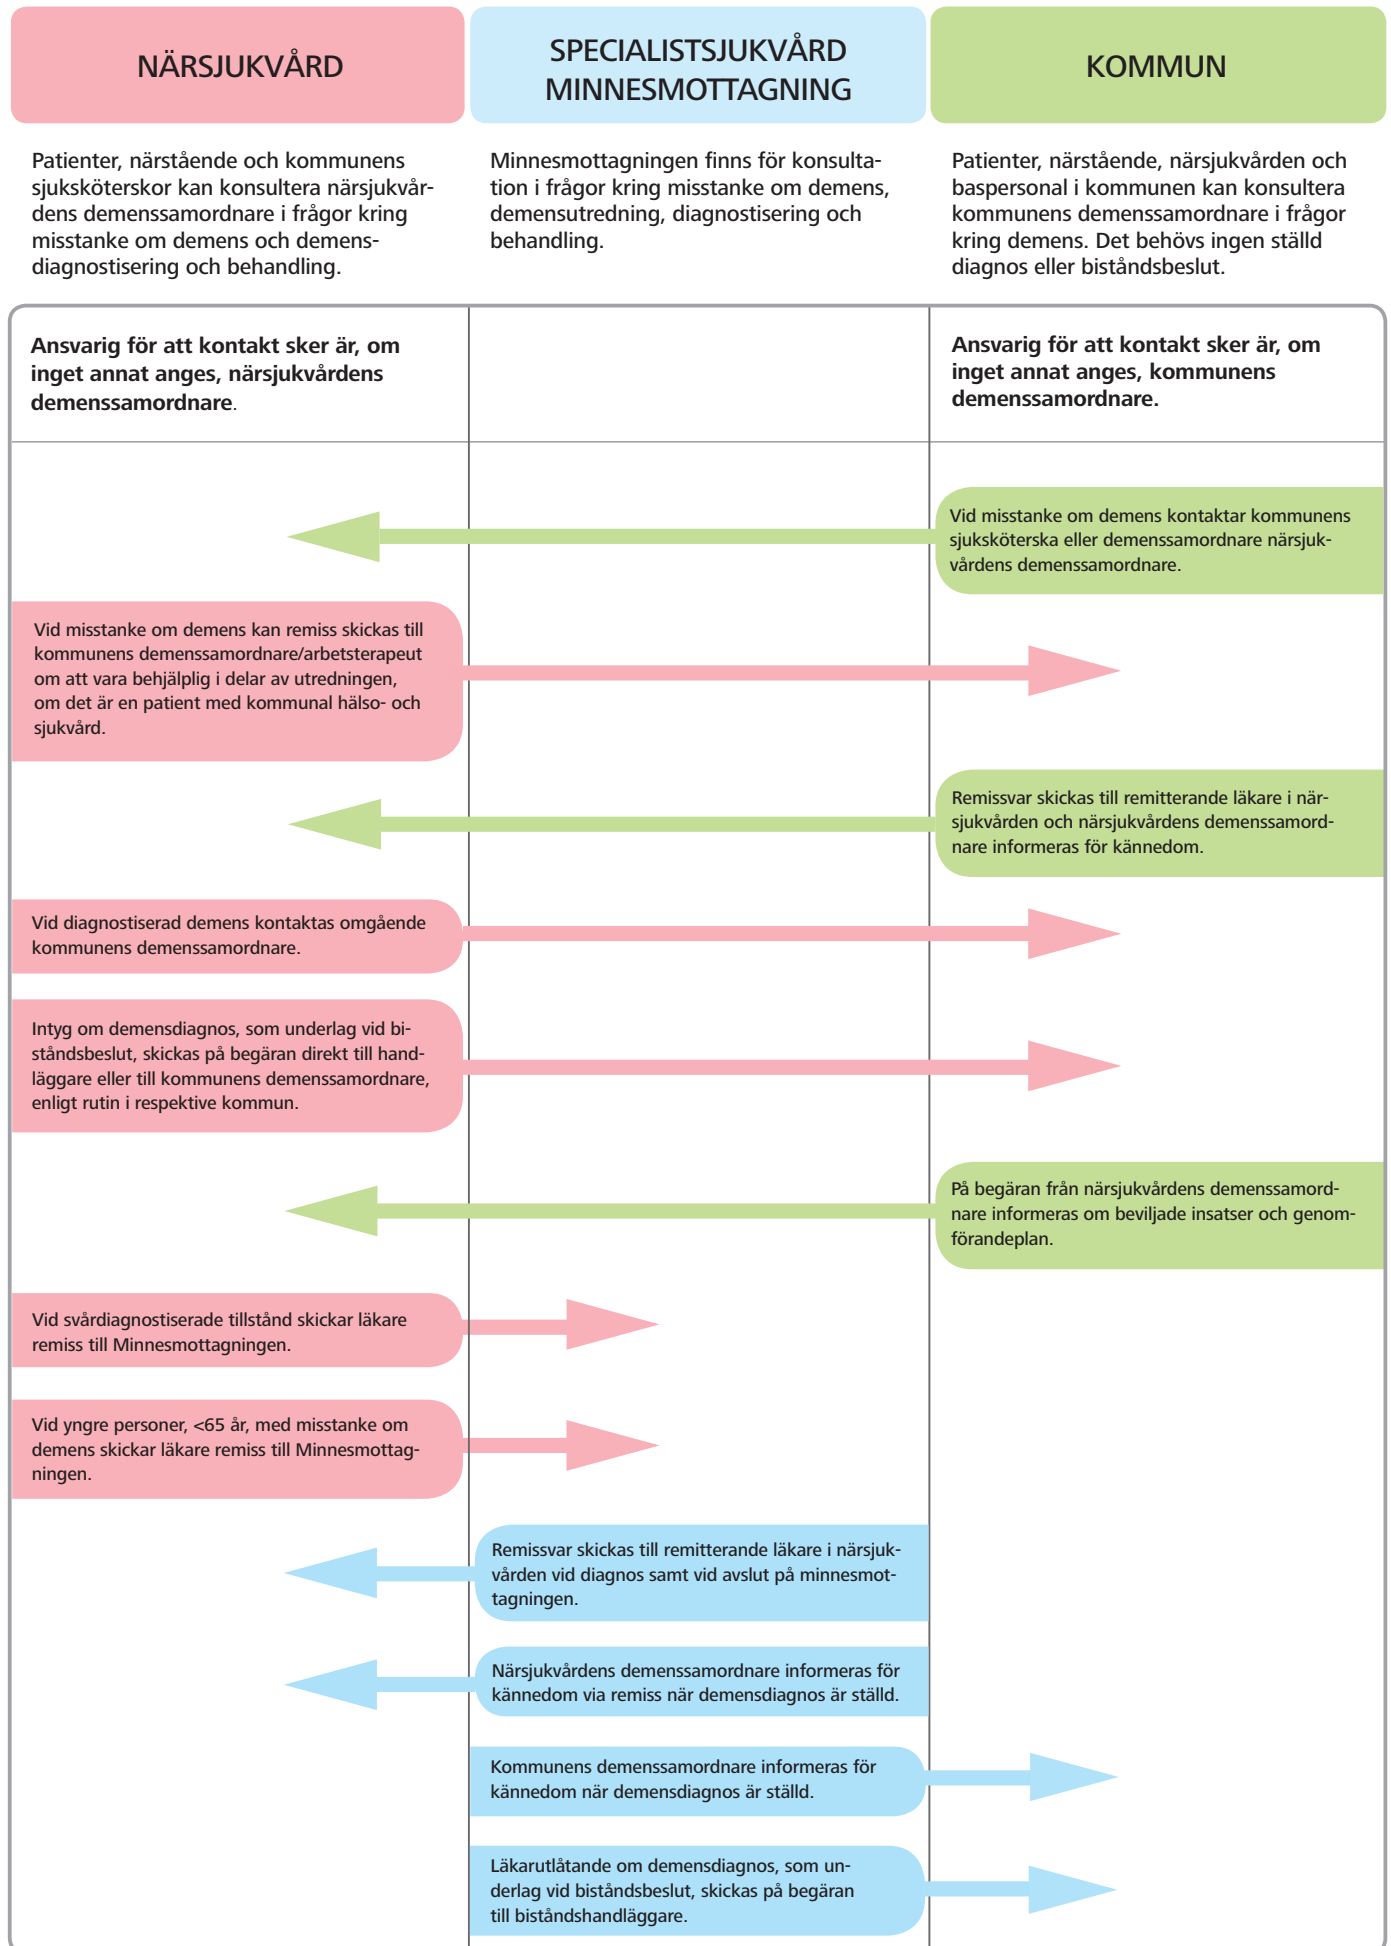 NÄRSJUKVÅRD
SPECIALISTSJUKVÅRD
MINNESMOTTAGNING
KOMMUN
Patienter, närstående och kommunens
sjuksköterskor kan konsultera närsjukvår-
dens demenssamordnare i frågor kring
misstanke om demens och demens-
diagnostisering och behandling.
Minnesmottagningen finns för konsulta-
tion i frågor kring misstanke om demens,
demensutredning, diagnostisering och
behandling.
Patienter, närstående, närsjukvården och
baspersonal i kommunen kan konsultera
kommunens demenssamordnare i frågor
kring demens. Det behövs ingen ställd
diagnos eller biståndsbeslut.
Ansvarig för att kontakt sker är, om
inget annat anges, närsjukvårdens
demenssamordnare.
Ansvarig för att kontakt sker är, om
inget annat anges, kommunens
demenssamordnare.
Vid misstanke om demens kontaktar kommunens
sjuksköterska eller demenssamordnare närsjuk-
vårdens demenssamordnare.
Vid misstanke om demens kan remiss skickas till
kommunens demenssamordnare/arbetsterapeut
om att vara behjälplig i delar av utredningen,
om det är en patient med kommunal hälso- och
sjukvård.
Remissvar skickas till remitterande läkare i när-
sjukvården och närsjukvårdens demenssamord-
nare informeras för kännedom.
Vid diagnostiserad demens kontaktas omgående
kommunens demenssamordnare.
Intyg om demensdiagnos, som underlag vid bi-
ståndsbeslut, skickas på begäran direkt till hand-
läggare eller till kommunens demenssamordnare,
enligt rutin i respektive kommun.
På begäran från närsjukvårdens demenssamord-
nare informeras om beviljade insatser och genom-
förandeplan.
Vid svårdiagnostiserade tillstånd skickar läkare
remiss till Minnesmottagningen.
Vid yngre personer, <65 år, med misstanke om
demens skickar läkare remiss till Minnesmottag-
ningen.
Remissvar skickas till remitterande läkare i närsjuk-
vården vid diagnos samt vid avslut på minnesmot-
tagningen.
Närsjukvårdens demenssamordnare informeras för
kännedom via remiss när demensdiagnos är ställd.
Kommunens demenssamordnare informeras för
kännedom när demensdiagnos är ställd.
Läkarutlåtande om demensdiagnos, som un-
derlag vid biståndsbeslut, skickas på begäran
till biståndshandläggare.